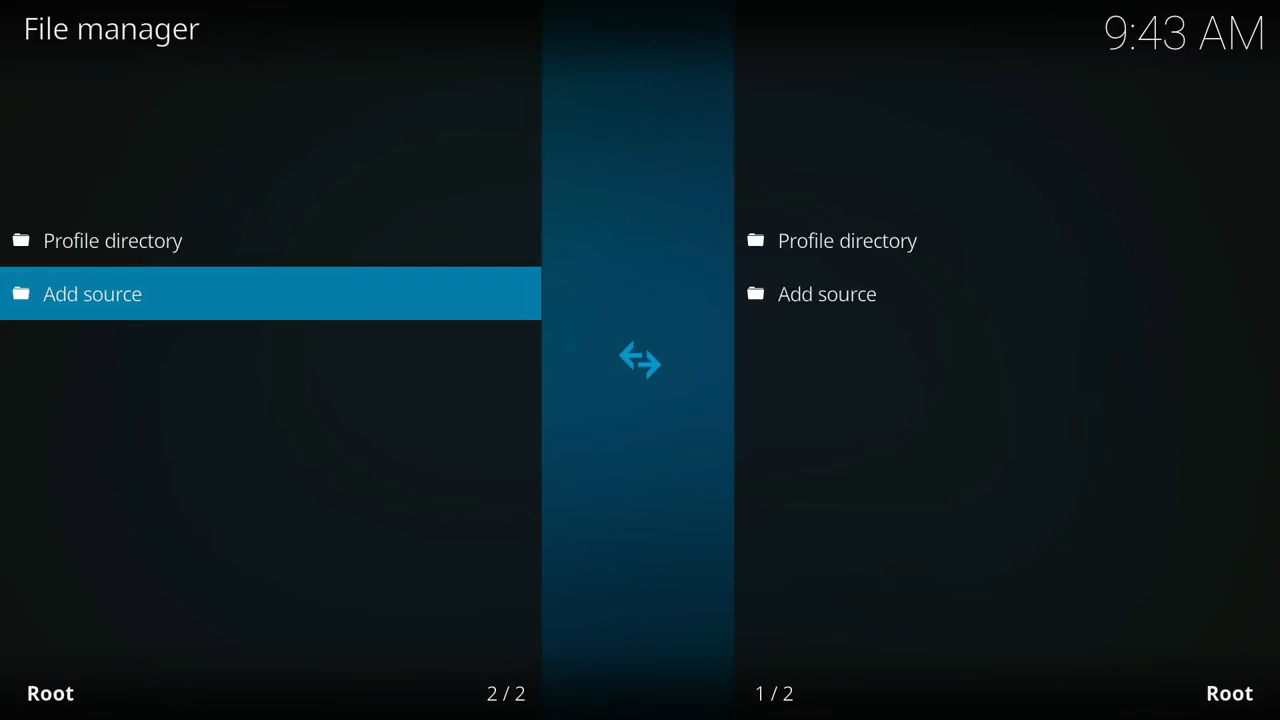 File manager
9:43 AM
Profile directory
Add source
Profile directory
Add source
Root
2 / 2
1 / 2
Root